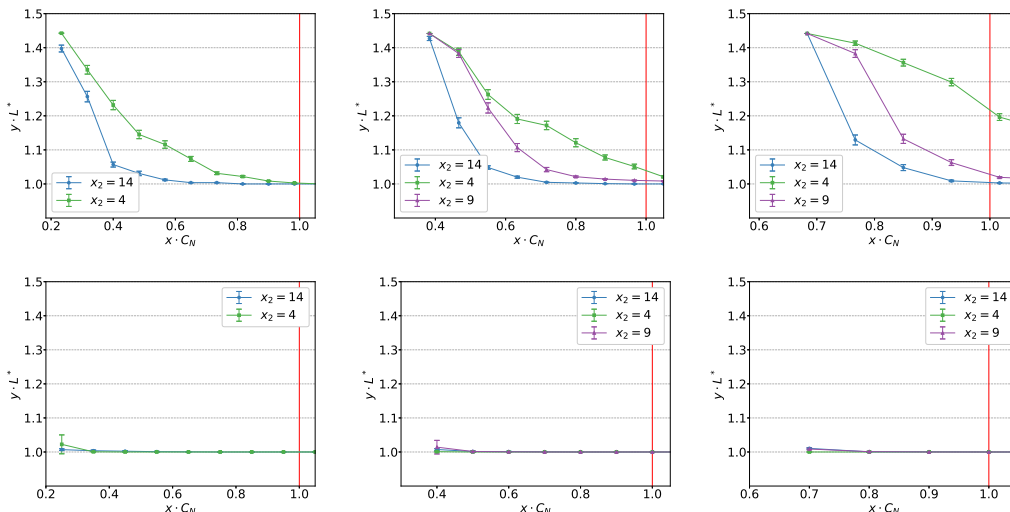 1.5
1.4
1.3
1.2
1.1
1.0
y · L*
x₂ = 14
x₂ = 4
0.2 0.4 0.6 0.8 1.0
x · C_N
1.5
1.4
1.3
1.2
1.1
1.0
y · L*
x₂ = 14
x₂ = 4
x₂ = 9
0.4 0.5 0.6 0.7 0.8 0.9 1.0
x · C_N
1.5
1.4
1.3
1.2
1.1
1.0
y · L*
x₂ = 14
x₂ = 4
x₂ = 9
0.6 0.7 0.8 0.9 1.0
x · C_N
1.5
1.4
1.3
1.2
1.1
1.0
y · L*
x₂ = 14
x₂ = 4
0.2 0.4 0.6 0.8 1.0
x · C_N
1.5
1.4
1.3
1.2
1.1
1.0
y · L*
x₂ = 14
x₂ = 4
x₂ = 9
0.4 0.6 0.8 1.0
x · C_N
1.5
1.4
1.3
1.2
1.1
1.0
y · L*
x₂ = 14
x₂ = 4
x₂ = 9
0.6 0.7 0.8 0.9 1.0
x · C_N